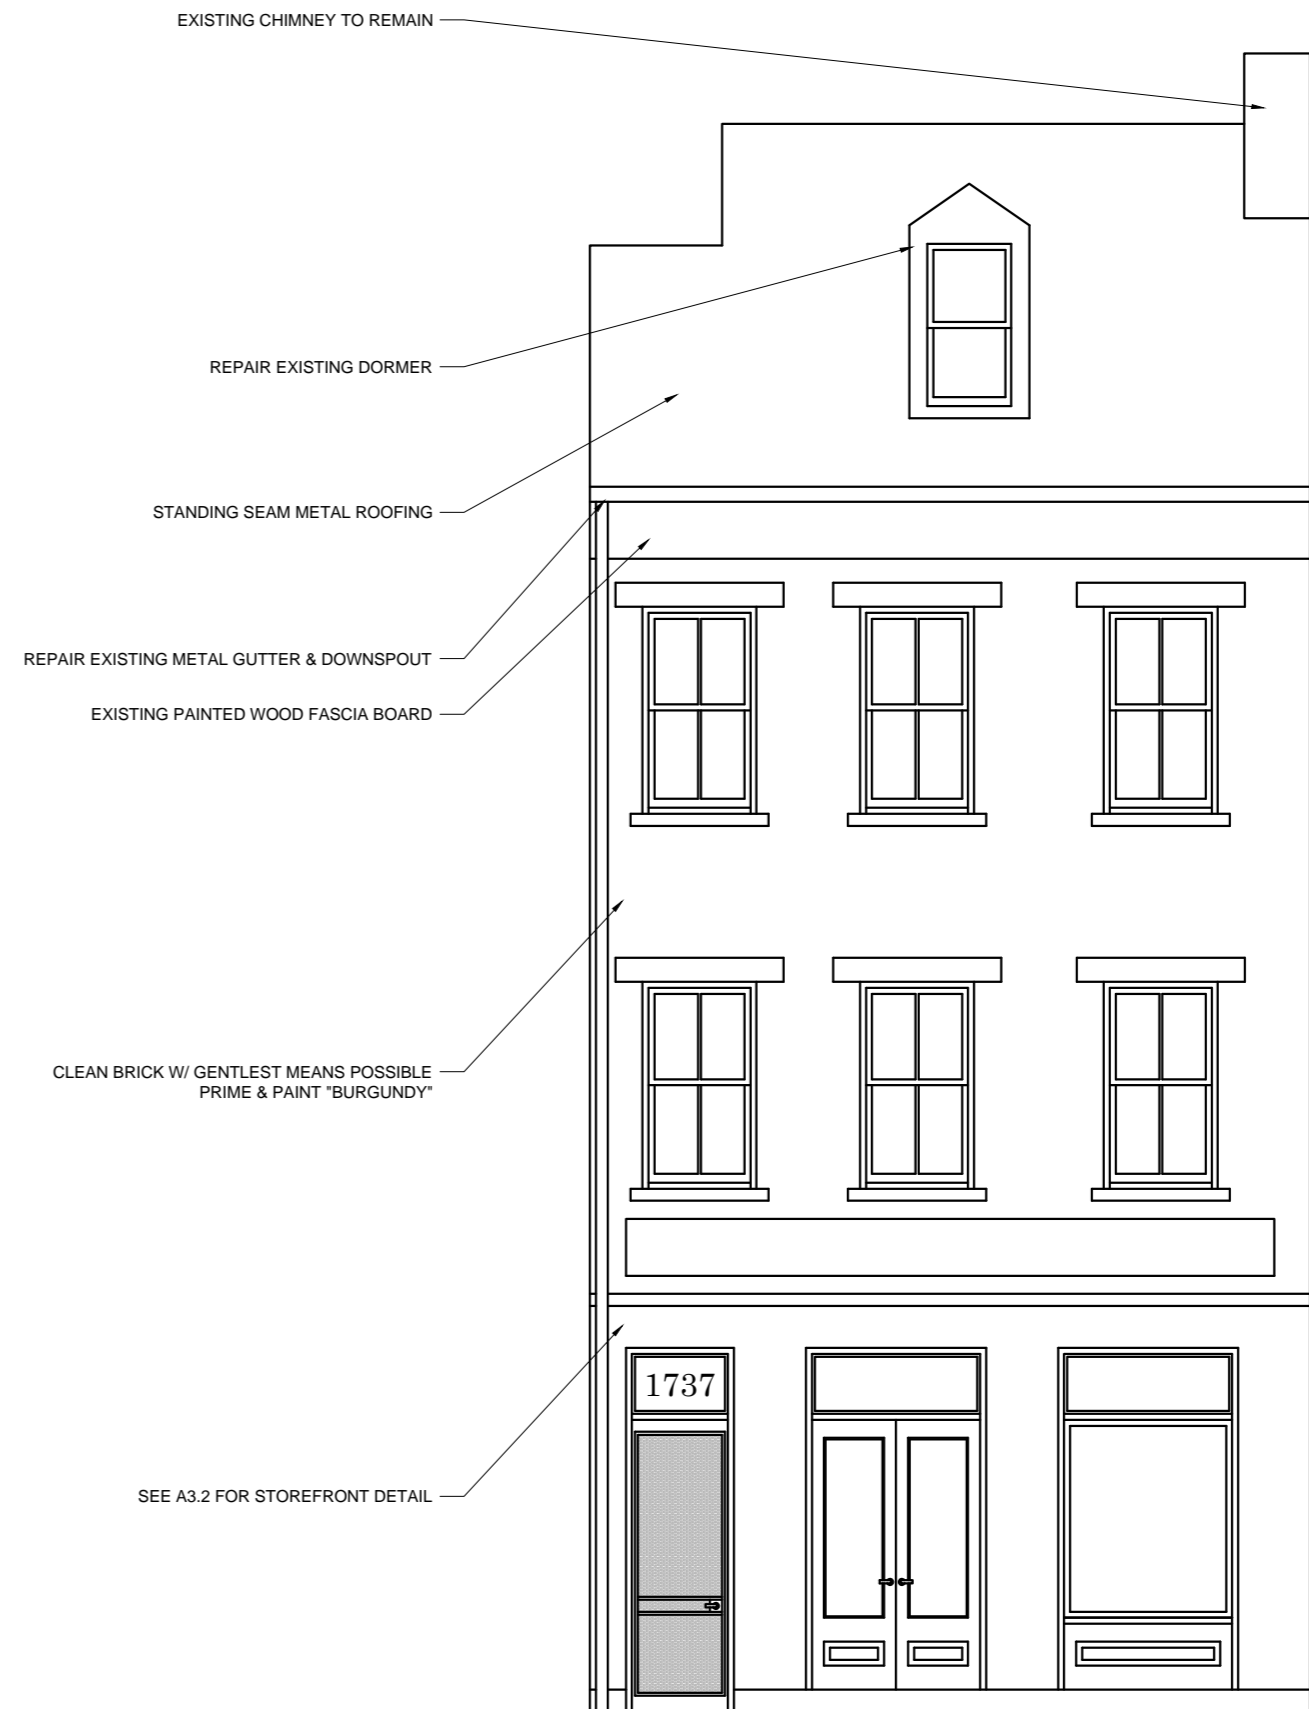 EXISTING CHIMNEY TO REMAIN
REPAIR EXISTING DORMER
STANDING SEAM METAL ROOFING
REPAIR EXISTING METAL GUTTER & DOWNSPOUT
EXISTING PAINTED WOOD FASCIA BOARD
CLEAN BRICK W/ GENTLEST MEANS POSSIBLE
PRIME & PAINT "BURGUNDY"
1737
SEE A3.2 FOR STOREFRONT DETAIL